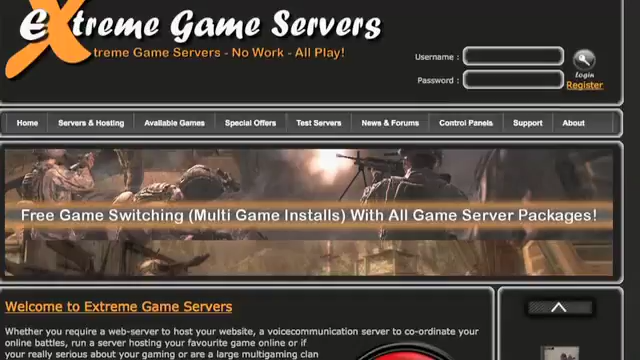 Extreme Game Servers
Xtreme Game Servers - No Work - All Play!
Username :
Password :
Login
Register
Home Servers & Hosting Available Games Special Offers Test Servers News & Forums Control Panels Support About
Free Game Switching (Multi Game Installs) With All Game Server Packages!
Welcome to Extreme Game Servers
Whether you require a web-server to host your website, a voicecommunication server to co-ordinate your
online battles, run a server hosting your favourite game online or if
your really serious about your gaming or are a large multigaming clan